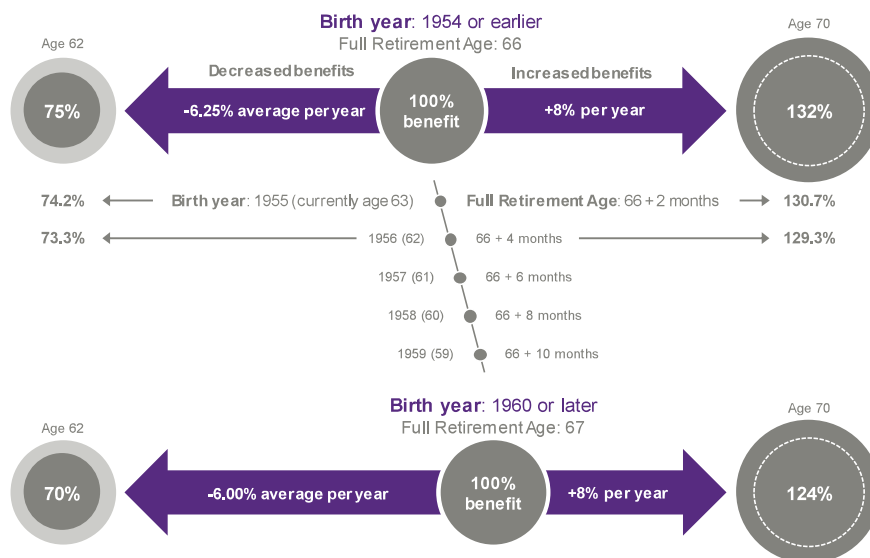 Birth year: 1954 or earlier
Full Retirement Age: 66
Age 62
Age 70
Decreased benefits
Increased benefits
75%
-6.25% average per year
100%
benefit
+8% per year
132%
74.2%
Birth year: 1955 (currently age 63)
Full Retirement Age: 66 + 2 months
130.7%
73.3%
1956 (62)
66 + 4 months
129.3%
1957 (61)
66 + 6 months
1958 (60)
66 + 8 months
1959 (59)
66 + 10 months
Birth year: 1960 or later
Full Retirement Age: 67
Age 62
Age 70
70%
-6.00% average per year
100%
benefit
+8% per year
124%